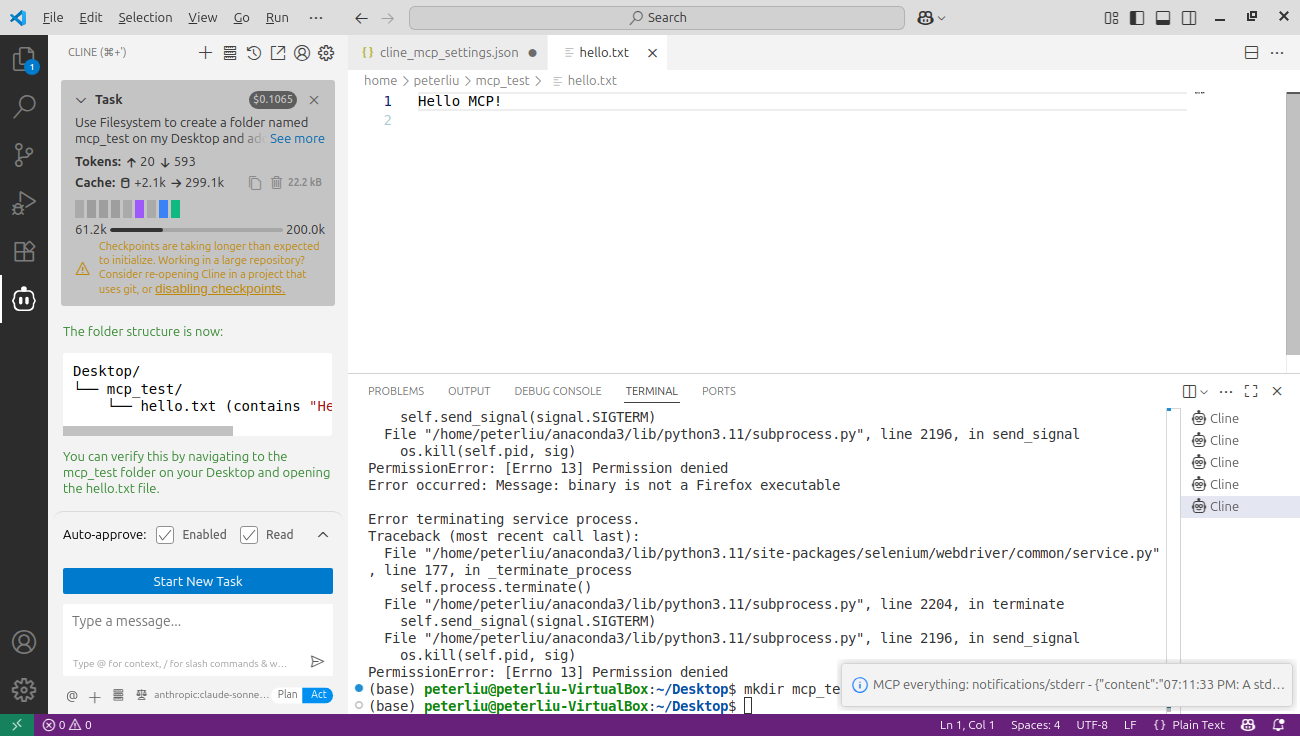 File Edit Selection View Go Run ···
Search
CLINE (⌘+')
1
Task $0.1065
Use Filesystem to create a folder named
mcp_test on my Desktop and add See more
Tokens: ↑ 20 ↓ 593
Cache: +2.1k → 299.1k 22.2 kB
61.2k 200.0k
Checkpoints are taking longer than expected
to initialize. Working in a large repository?
Consider re-opening Cline in a project that
uses git, or disabling checkpoints.
The folder structure is now:
Desktop/
└── mcp_test/
└── hello.txt (contains "He
You can verify this by navigating to the
mcp_test folder on your Desktop and opening
the hello.txt file.
Auto-approve: Enabled Read
Start New Task
Type a message...
Type @ for context, / for slash commands & w...
@ anthropic:claude-sonne... Plan Act
{} cline_mcp_settings.json ● hello.txt
home > peterliu > mcp_test > hello.txt
1 Hello MCP!
2
PROBLEMS OUTPUT DEBUG CONSOLE TERMINAL PORTS
self.send_signal(signal.SIGTERM)
File "/home/peterliu/anaconda3/lib/python3.11/subprocess.py", line 2196, in send_signal
os.kill(self.pid, sig)
PermissionError: [Errno 13] Permission denied
Error occurred: Message: binary is not a Firefox executable
Error terminating service process.
Traceback (most recent call last):
File "/home/peterliu/anaconda3/lib/python3.11/site-packages/selenium/webdriver/common/service.py"
, line 177, in _terminate_process
self.process.terminate()
File "/home/peterliu/anaconda3/lib/python3.11/subprocess.py", line 2204, in terminate
self.send_signal(signal.SIGTERM)
File "/home/peterliu/anaconda3/lib/python3.11/subprocess.py", line 2196, in send_signal
os.kill(self.pid, sig)
PermissionError: [Errno 13] Permission denied
(base) peterliu@peterliu-VirtualBox:~/Desktop$ mkdir mcp_te
(base) peterliu@peterliu-VirtualBox:~/Desktop$
Cline
Cline
Cline
Cline
Cline
MCP everything: notifications/stderr - {"content":"07:11:33 PM: A std...
0 0 Ln 1, Col 1 Spaces: 4 UTF-8 LF {} Plain Text